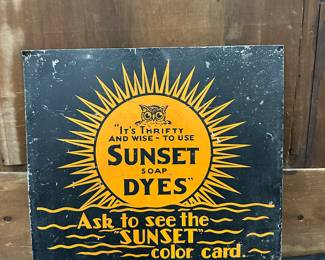 "IT'S THRIFTY
AND WISE - TO USE
SUNSET
SOAP
DYES"
Ask to see the
"SUNSET"
color card.